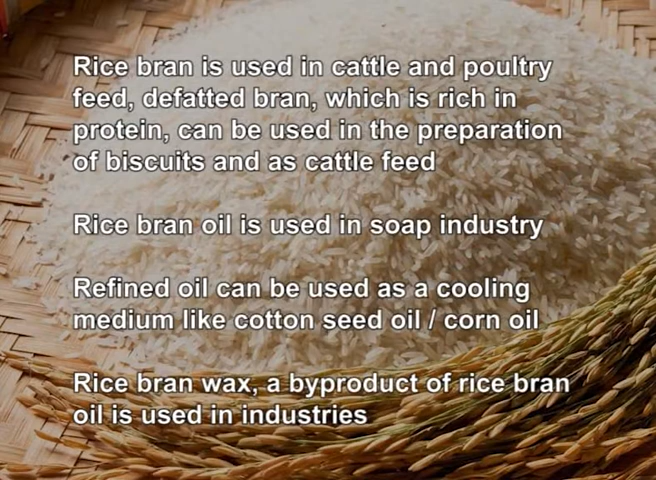 Rice bran is used in cattle and poultry
feed, defatted bran, which is rich in
protein, can be used in the preparation
of biscuits and as cattle feed
Rice bran oil is used in soap industry
Refined oil can be used as a cooling
medium like cotton seed oil / corn oil
Rice bran wax, a byproduct of rice bran
oil is used in industries